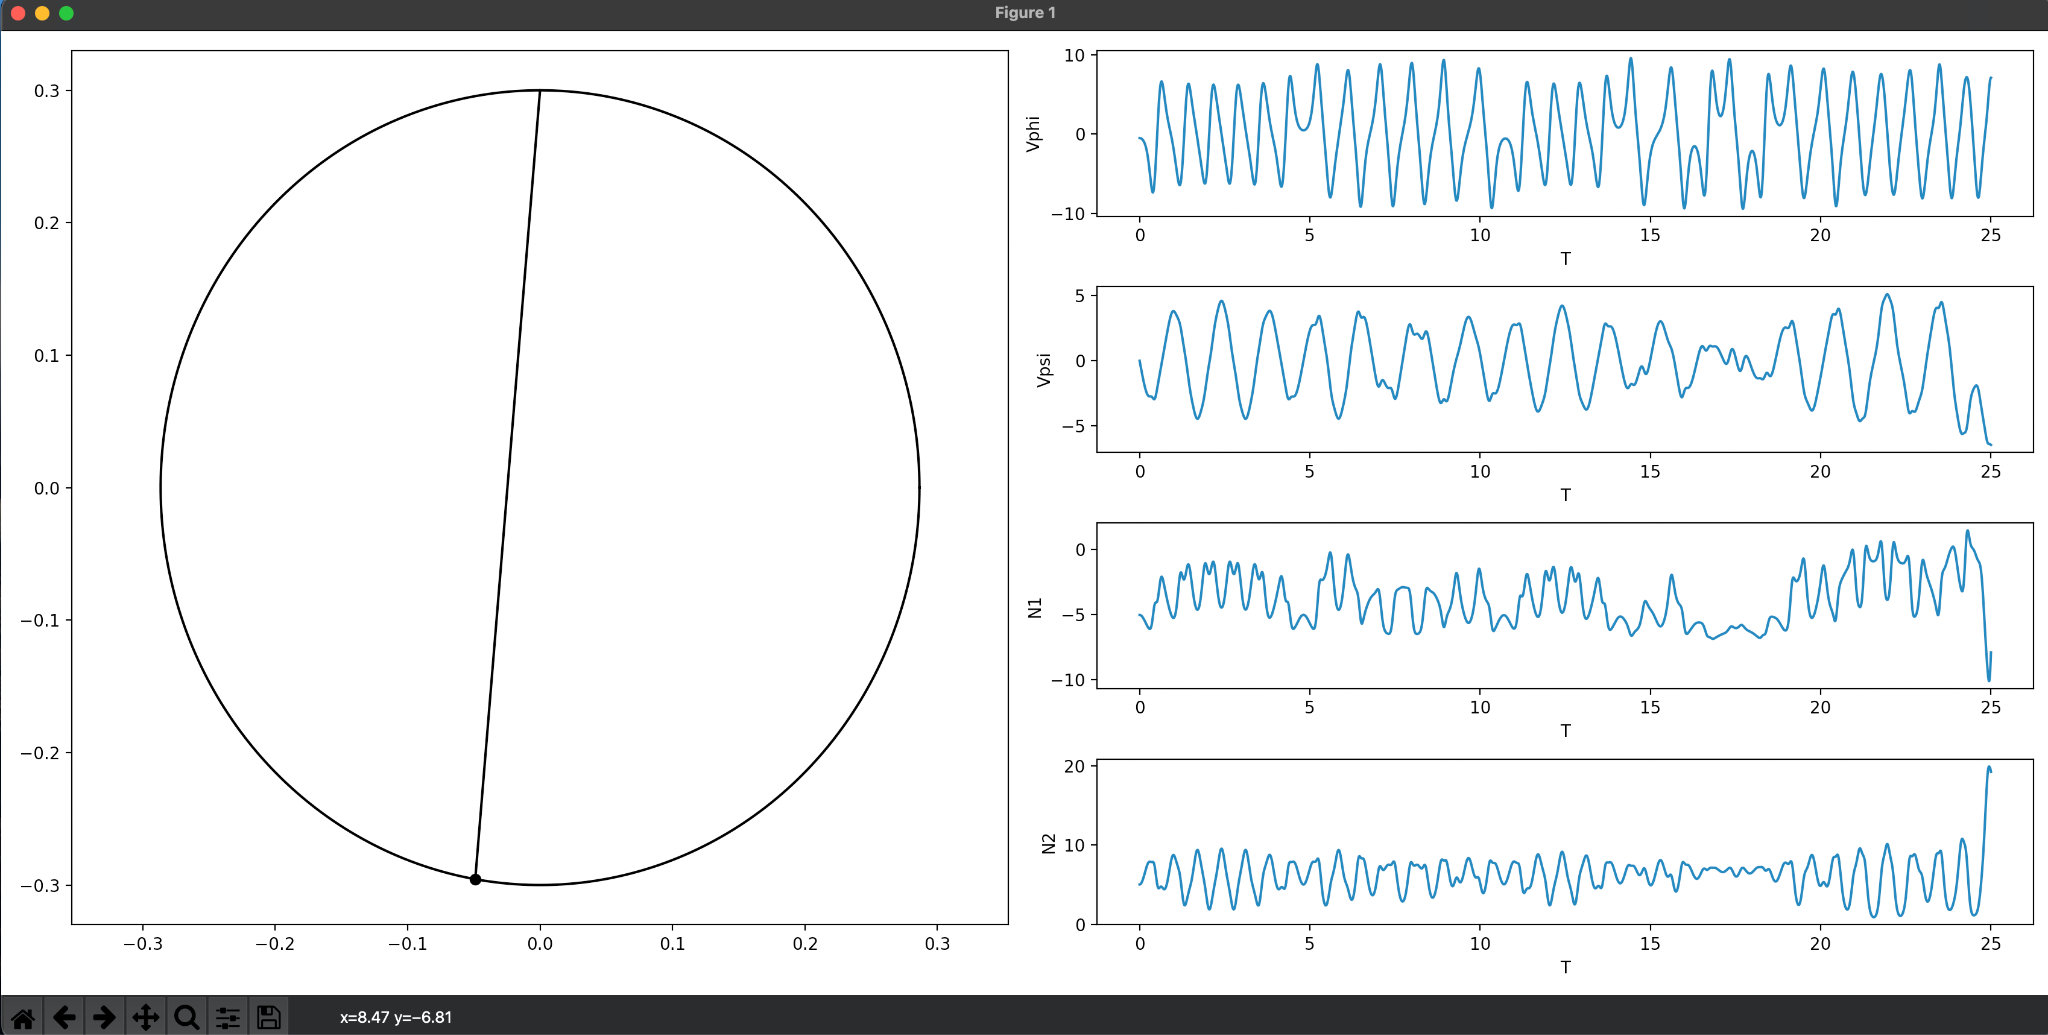 Figure 1
0.3
0.2
0.1
0.0
−0.1
−0.2
−0.3
−0.3 −0.2 −0.1 0.0 0.1 0.2 0.3
Vphi
10
0
−10
0 5 10 15 20 25
T
Vpsi
5
0
−5
0 5 10 15 20 25
T
N1
0
−5
−10
0 5 10 15 20 25
T
N2
20
10
0
0 5 10 15 20 25
T
x=8.47 y=−6.81